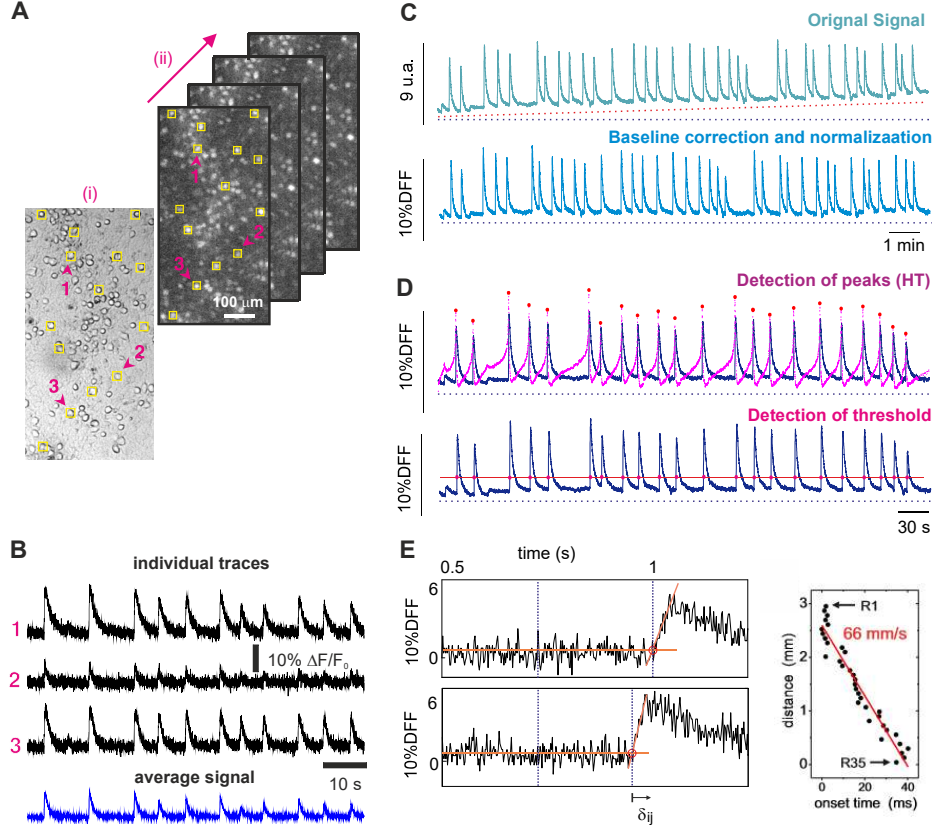 A
(i)
(ii)
1
2
3
1
2
3
100 µm
B
individual traces
1
2
3
10% ΔF/F0
10 s
average signal
C
Orignal Signal
9 u.a.
Baseline correction and normalizaation
10%DFF
1 min
D
Detection of peaks (HT)
10%DFF
Detection of threshold
10%DFF
30 s
E
time (s)
0.5
1
6
10%DFF
0
6
10%DFF
0
δij
3
2
1
0
distance (mm)
R1
66 mm/s
R35
0
20
40
onset time (ms)